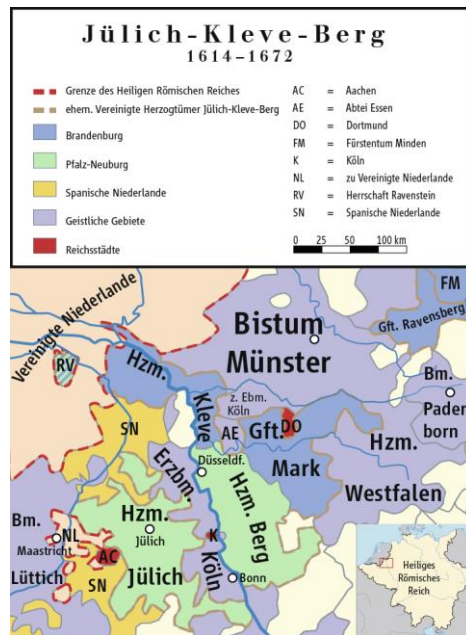 Jülich-Kleve-Berg
1614–1672
Grenze des Heiligen Römischen Reiches
ehem. Vereinigte Herzogtümer Jülich-Kleve-Berg
Brandenburg
Pfalz-Neuburg
Spanische Niederlande
Geistliche Gebiete
Reichsstädte
AC = Aachen
AE = Abtei Essen
DO = Dortmund
FM = Fürstentum Minden
K = Köln
NL = zu Vereinigte Niederlande
RV = Herrschaft Ravenstein
SN = Spanische Niederlande
0 25 50 100 km
Vereinigte Niederlande
FM
Gft. Ravensberg
Bistum
Münster
RV
Hzm.
Kleve
z. Ebm.
Köln
Bm.
Pader
born
SN
AE
Gft.
DO
Mark
Hzm.
Westfalen
Düsseldf.
Erzbm.
Köln
Hzm. Berg
Hzm.
Jülich
Jülich
K
Bm.
Lüttich
NL
Maastricht
AC
SN
Bonn
Heiliges
Römisches
Reich